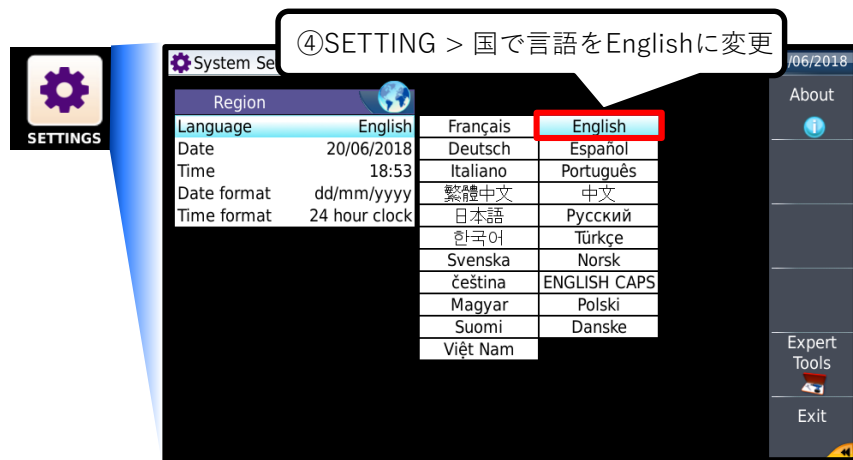 ④SETTING > 国で言語をEnglishに変更
SETTINGS
System Se
/06/2018
Region
Language English
Date 20/06/2018
Time 18:53
Date format dd/mm/yyyy
Time format 24 hour clock
Français English
Deutsch Español
Italiano Português
繁體中文 中文
日本語 Русский
한국어 Türkçe
Svenska Norsk
čeština ENGLISH CAPS
Magyar Polski
Suomi Danske
Việt Nam
About
Expert
Tools
Exit